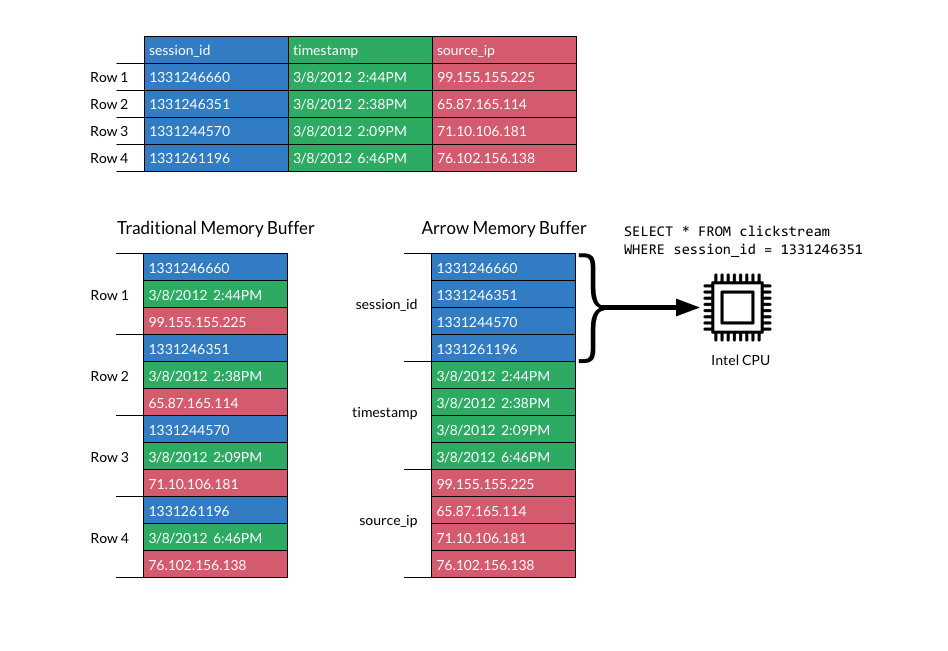 session_id timestamp source_ip
Row 1 1331246660 3/8/2012 2:44PM 99.155.155.225
Row 2 1331246351 3/8/2012 2:38PM 65.87.165.114
Row 3 1331244570 3/8/2012 2:09PM 71.10.106.181
Row 4 1331261196 3/8/2012 6:46PM 76.102.156.138
Traditional Memory Buffer
Row 1
1331246660
3/8/2012 2:44PM
99.155.155.225
Row 2
1331246351
3/8/2012 2:38PM
65.87.165.114
Row 3
1331244570
3/8/2012 2:09PM
71.10.106.181
Row 4
1331261196
3/8/2012 6:46PM
76.102.156.138
Arrow Memory Buffer
session_id
1331246660
1331246351
1331244570
1331261196
timestamp
3/8/2012 2:44PM
3/8/2012 2:38PM
3/8/2012 2:09PM
3/8/2012 6:46PM
source_ip
99.155.155.225
65.87.165.114
71.10.106.181
76.102.156.138
SELECT * FROM clickstream
WHERE session_id = 1331246351
Intel CPU